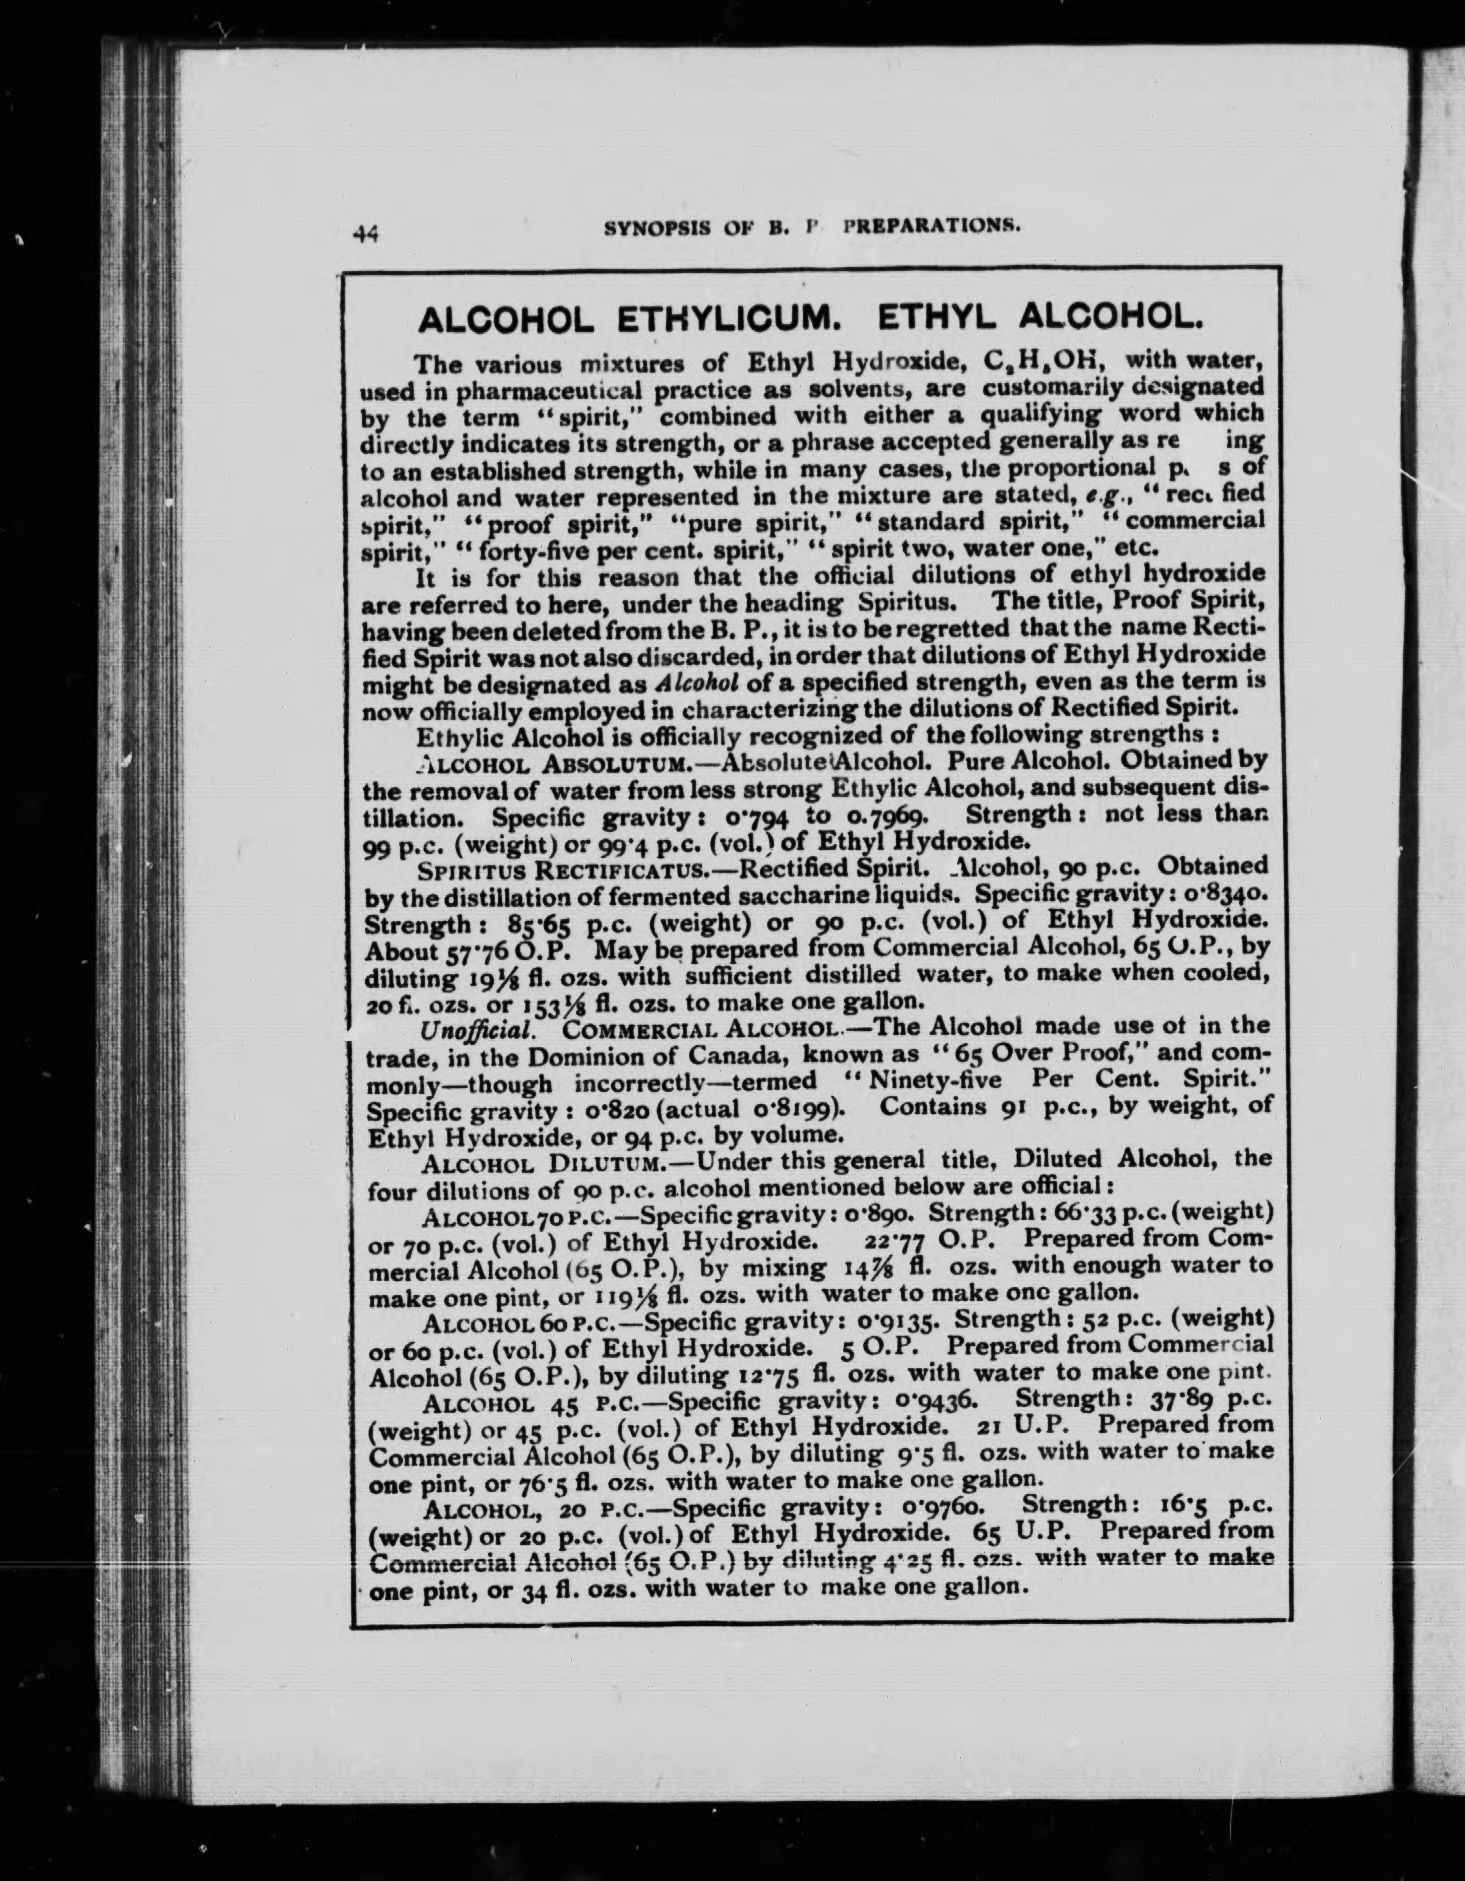 44
SYNOPSIS OF B. P PREPARATIONS.
ALCOHOL ETHYLICUM. ETHYL ALCOHOL.
The various mixtures of Ethyl Hydroxide, C₂H₅OH, with water,
used in pharmaceutical practice as solvents, are customarily designated
by the term "spirit," combined with either a qualifying word which
directly indicates its strength, or a phrase accepted generally as
to an established strength, while in many cases, the proportional of
alcohol and water represented in the mixture are stated, e.g., "
spirit," "proof spirit," "pure spirit," "standard spirit," "commercial
spirit," "forty-five per cent. spirit," "spirit two, water one," etc.
It is for this reason that the official dilutions of ethyl hydroxide
are referred to here, under the heading Spiritus. The title, Proof Spirit,
having been deleted from the B. P., it is to be regretted that the name Recti-
fied Spirit was not also discarded, in order that dilutions of Ethyl Hydroxide
might be designated as Alcohol of a specified strength, even as the term is
now officially employed in characterizing the dilutions of Rectified Spirit.
Ethylic Alcohol is officially recognized of the following strengths :
ALCOHOL ABSOLUTUM.—Absolute Alcohol. Pure Alcohol. Obtained by
the removal of water from less strong Ethylic Alcohol, and subsequent dis-
tillation. Specific gravity : 0·794 to 0.7969. Strength : not less than
99 p.c. (weight) or 99·4 p.c. (vol.) of Ethyl Hydroxide.
SPIRITUS RECTIFICATUS.—Rectified Spirit. Alcohol, 90 p.c. Obtained
by the distillation of fermented saccharine liquids. Specific gravity : 0·8340.
Strength : 85·65 p.c. (weight) or 90 p.c. (vol.) of Ethyl Hydroxide.
About 57·76 O.P. May be prepared from Commercial Alcohol, 65 O.P., by
diluting 19⅛ fl. ozs. with sufficient distilled water, to make when cooled,
20 fl. ozs. or 153⅛ fl. ozs. to make one gallon.
Unofficial. COMMERCIAL ALCOHOL.—The Alcohol made use of in the
trade, in the Dominion of Canada, known as "65 Over Proof," and com-
monly—though incorrectly—termed "Ninety-five Per Cent. Spirit."
Specific gravity : 0·820 (actual 0·8199). Contains 91 p.c., by weight, of
Ethyl Hydroxide, or 94 p.c. by volume.
ALCOHOL DILUTUM.—Under this general title, Diluted Alcohol, the
four dilutions of 90 p.c. alcohol mentioned below are official :
ALCOHOL 70 P.C.—Specific gravity : 0·890. Strength : 66·33 p.c. (weight)
or 70 p.c. (vol.) of Ethyl Hydroxide. 22·77 O.P. Prepared from Com-
mercial Alcohol (65 O.P.), by mixing 14⅞ fl. ozs. with enough water to
make one pint, or 119⅛ fl. ozs. with water to make one gallon.
ALCOHOL 60 P.C.—Specific gravity : 0·9135. Strength : 52 p.c. (weight)
or 60 p.c. (vol.) of Ethyl Hydroxide. 5 O.P. Prepared from Commercial
Alcohol (65 O.P.), by diluting 12·75 fl. ozs. with water to make one pint.
ALCOHOL 45 P.C.—Specific gravity : 0·9436. Strength : 37·89 p.c.
(weight) or 45 p.c. (vol.) of Ethyl Hydroxide. 21 U.P. Prepared from
Commercial Alcohol (65 O.P.), by diluting 9·5 fl. ozs. with water to make
one pint, or 76·5 fl. ozs. with water to make one gallon.
ALCOHOL, 20 P.C.—Specific gravity : 0·9760. Strength : 16·5 p.c.
(weight) or 20 p.c. (vol.) of Ethyl Hydroxide. 65 U.P. Prepared from
Commercial Alcohol (65 O.P.) by diluting 4·25 fl. ozs. with water to make
one pint, or 34 fl. ozs. with water to make one gallon.